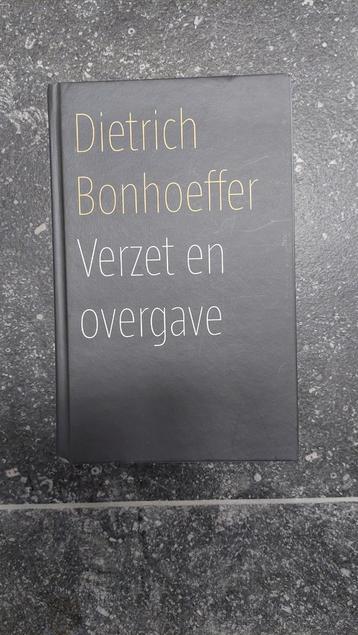 Dietrich
Bonhoeffer
Verzet en
overgave